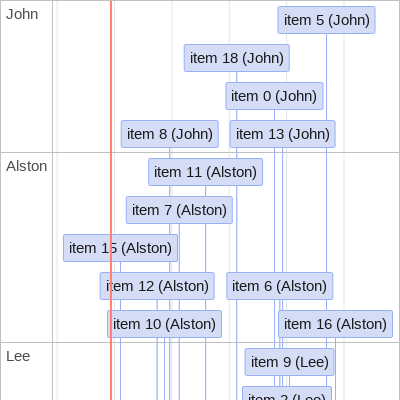 John
item 5 (John)
item 18 (John)
item 0 (John)
item 8 (John)
item 13 (John)
Alston
item 11 (Alston)
item 7 (Alston)
item 15 (Alston)
item 12 (Alston)
item 6 (Alston)
item 10 (Alston)
item 16 (Alston)
Lee
item 9 (Lee)
item 2 (Lee)